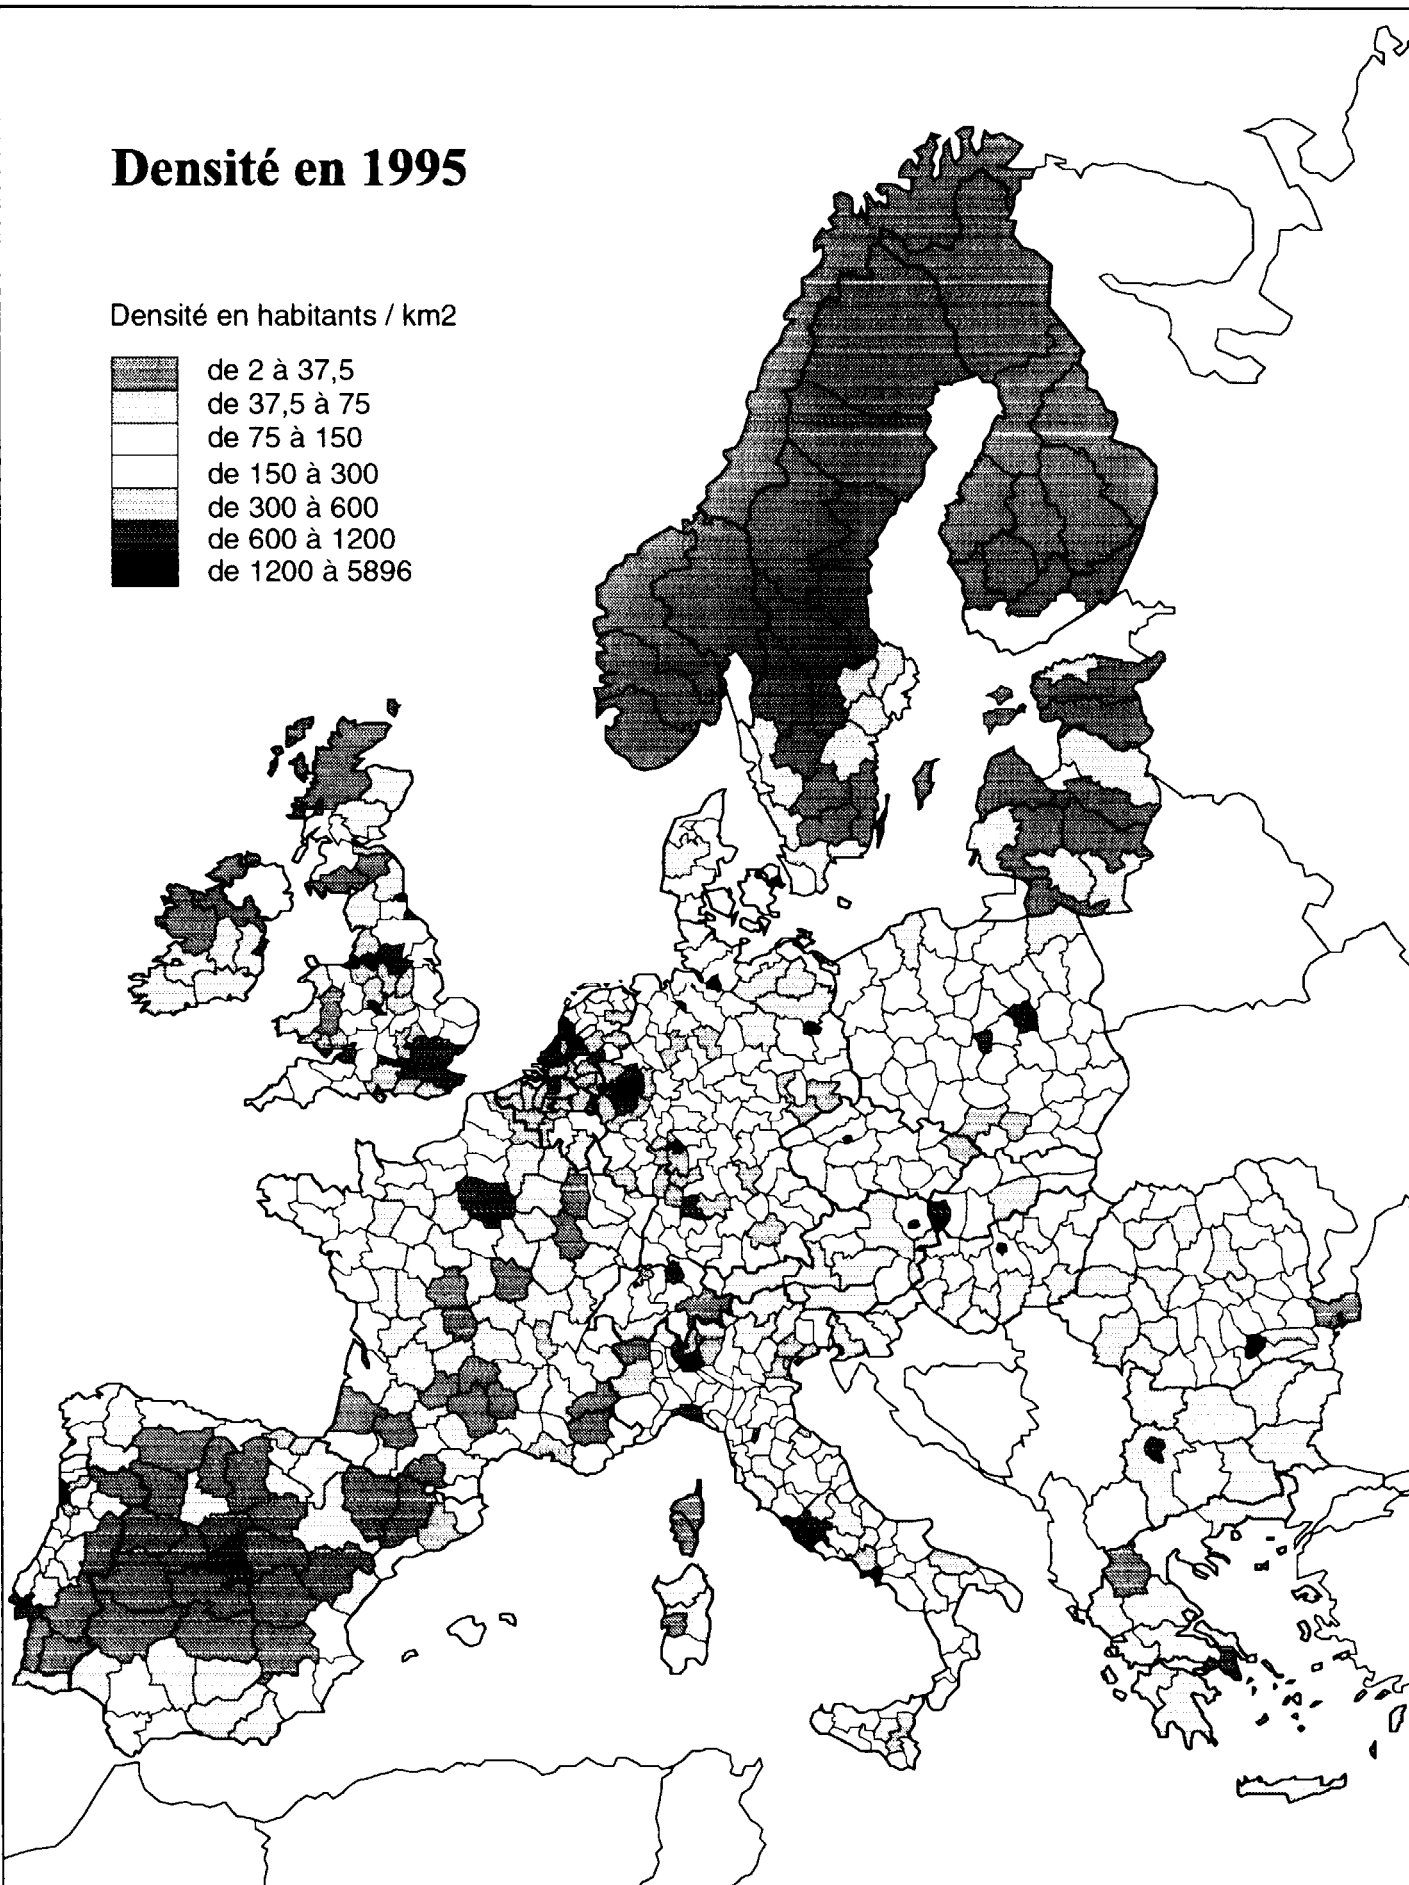 Densité en 1995
Densité en habitants / km2
de 2 à 37,5
de 37,5 à 75
de 75 à 150
de 150 à 300
de 300 à 600
de 600 à 1200
de 1200 à 5896